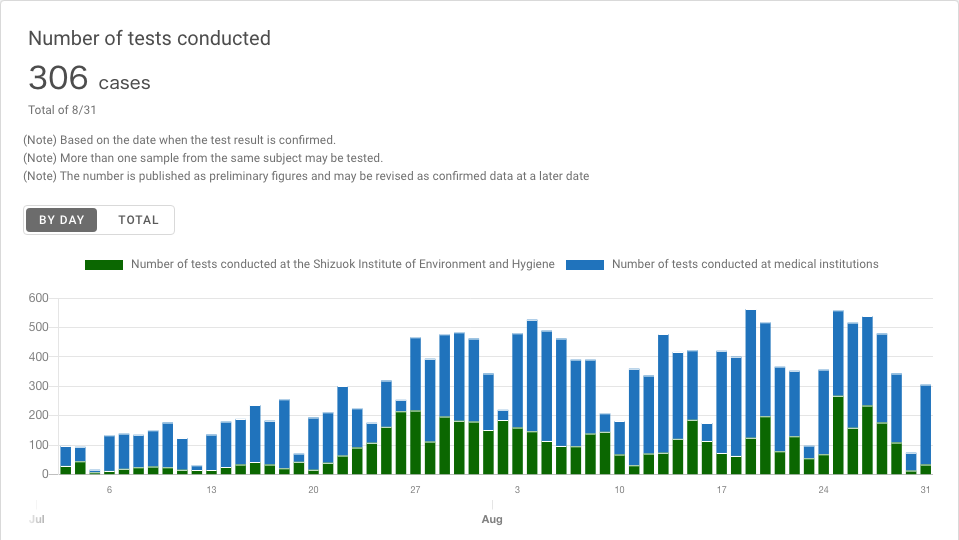 Number of tests conducted
306 cases
Total of 8/31
(Note) Based on the date when the test result is confirmed.
(Note) More than one sample from the same subject may be tested.
(Note) The number is published as preliminary figures and may be revised as confirmed data at a later date
BY DAY TOTAL
Number of tests conducted at the Shizuok Institute of Environment and Hygiene Number of tests conducted at medical institutions
600
500
400
300
200
100
0
6 13 20 27 3 10 17 24 31
Jul Aug